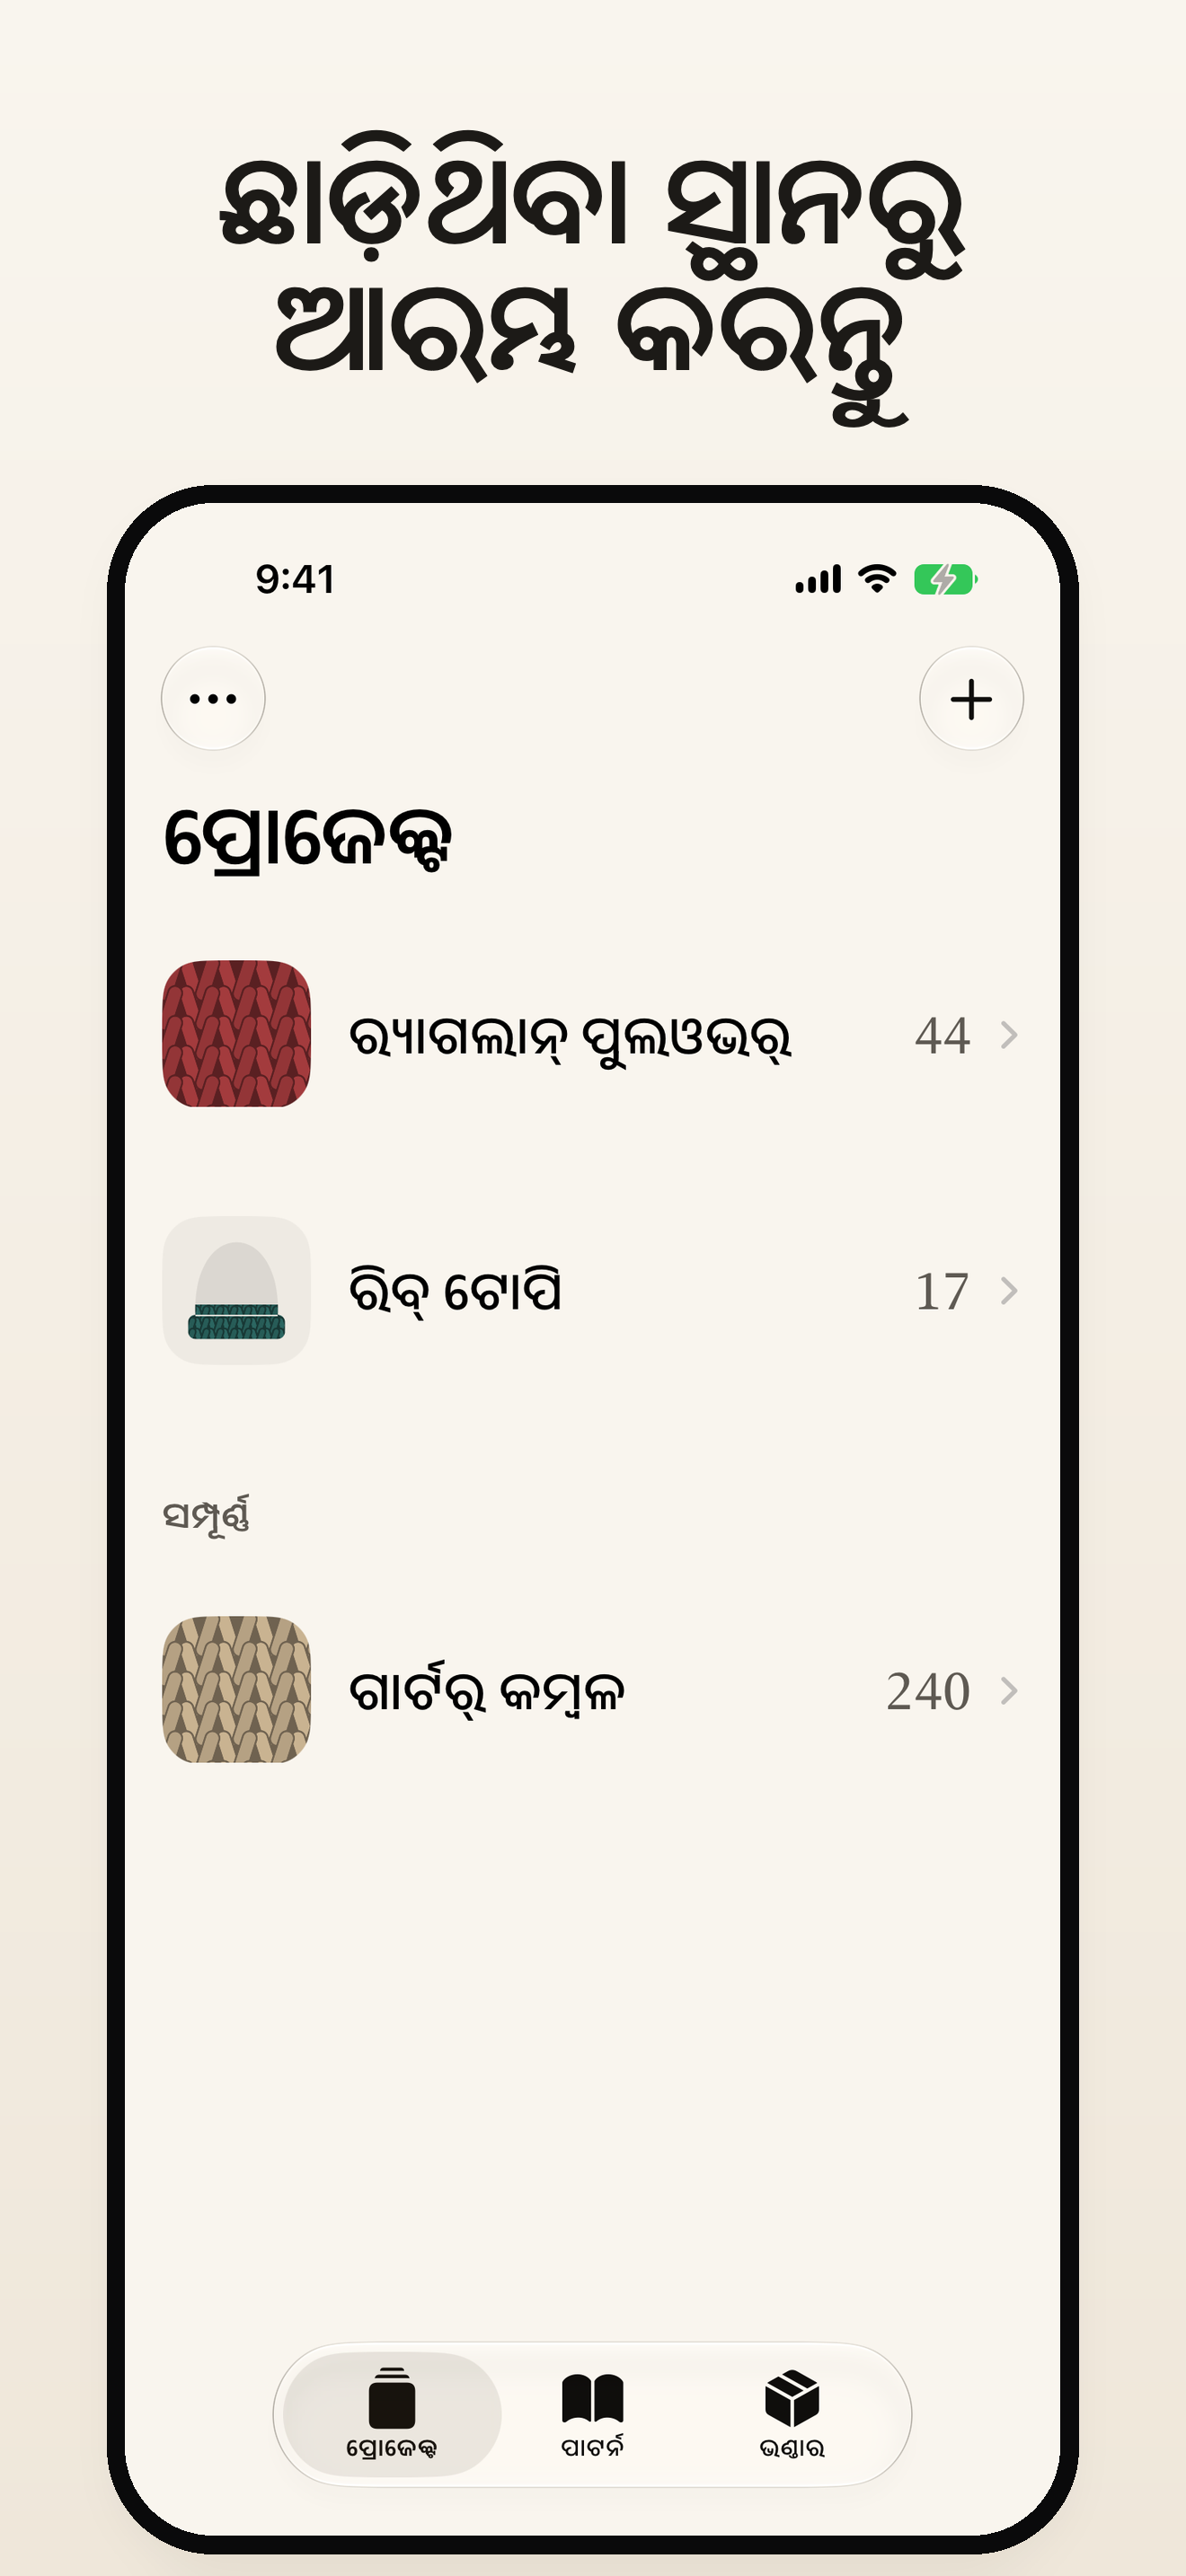 ଛାଡ଼ିଥିବା ସ୍ଥାନରୁ
ଆରମ୍ଭ କରନ୍ତୁ
9:41
ପ୍ରୋଜେକ୍ଟ
ର‍୍ୟାଗଲାନ୍ ପୁଲଓଭର୍
44
ରିବ୍ ଟୋପି
17
ସମ୍ପୂର୍ଣ୍ଣ
ଗାର୍ଟର୍ କମ୍ବଳ
240
ପ୍ରୋଜେକ୍ଟ
ପାଟର୍ନ
ଭଣ୍ଡାର